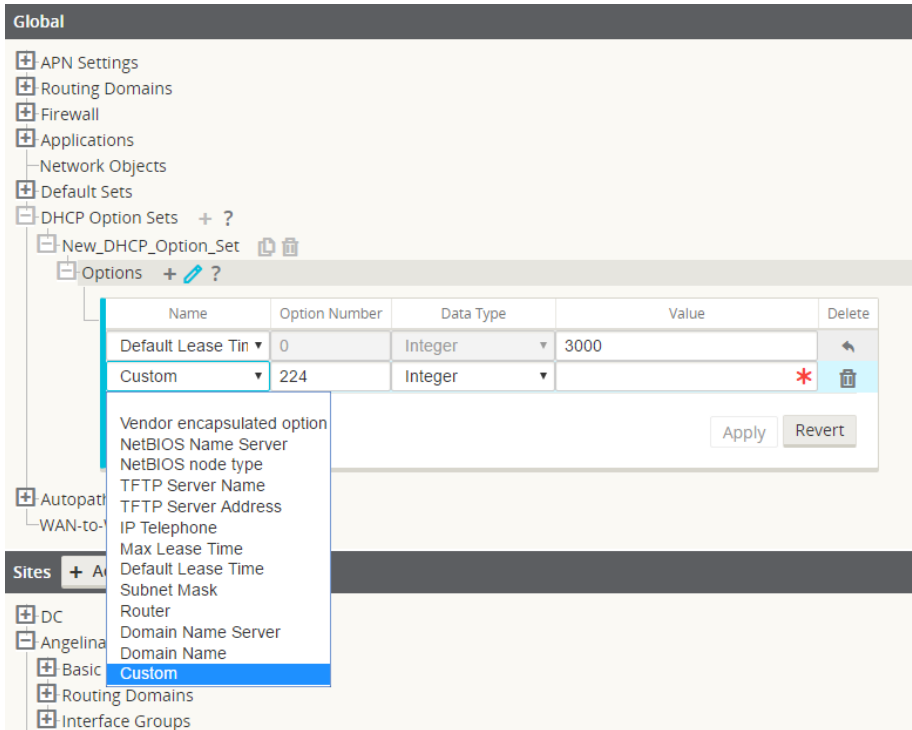 Global
APN Settings
Routing Domains
Firewall
Applications
Network Objects
Default Sets
DHCP Option Sets + ?
New_DHCP_Option_Set
Options + ?
Name Option Number Data Type Value Delete
Default Lease Tin 0 Integer 3000
Custom 224 Integer *
Vendor encapsulated option
NetBIOS Name Server
NetBIOS node type
TFTP Server Name
TFTP Server Address
IP Telephone
Max Lease Time
Default Lease Time
Subnet Mask
Router
Domain Name Server
Domain Name
Custom
Apply Revert
Autopath
WAN-to-
Sites + A
DC
Angelina
Basic
Routing Domains
Interface Groups